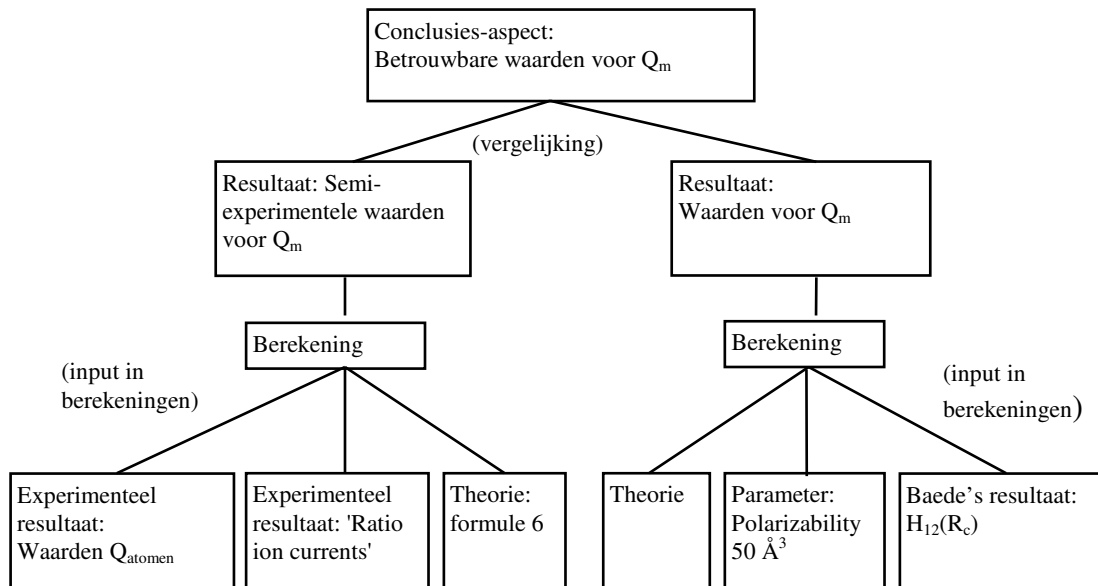 Conclusies-aspect:
Betrouwbare waarden voor Qₘ
(vergelijking)
Resultaat: Semi-
experimentele waarden
voor Qₘ
Resultaat:
Waarden voor Qₘ
Berekening
Berekening
(input in
berekeningen)
(input in
berekeningen)
Experimenteel
resultaat:
Waarden Qatomen
Experimenteel
resultaat: 'Ratio
ion currents'
Theorie:
formule 6
Theorie
Parameter:
Polarizability
50 Å³
Baede's resultaat:
H₁₂(R꜀)